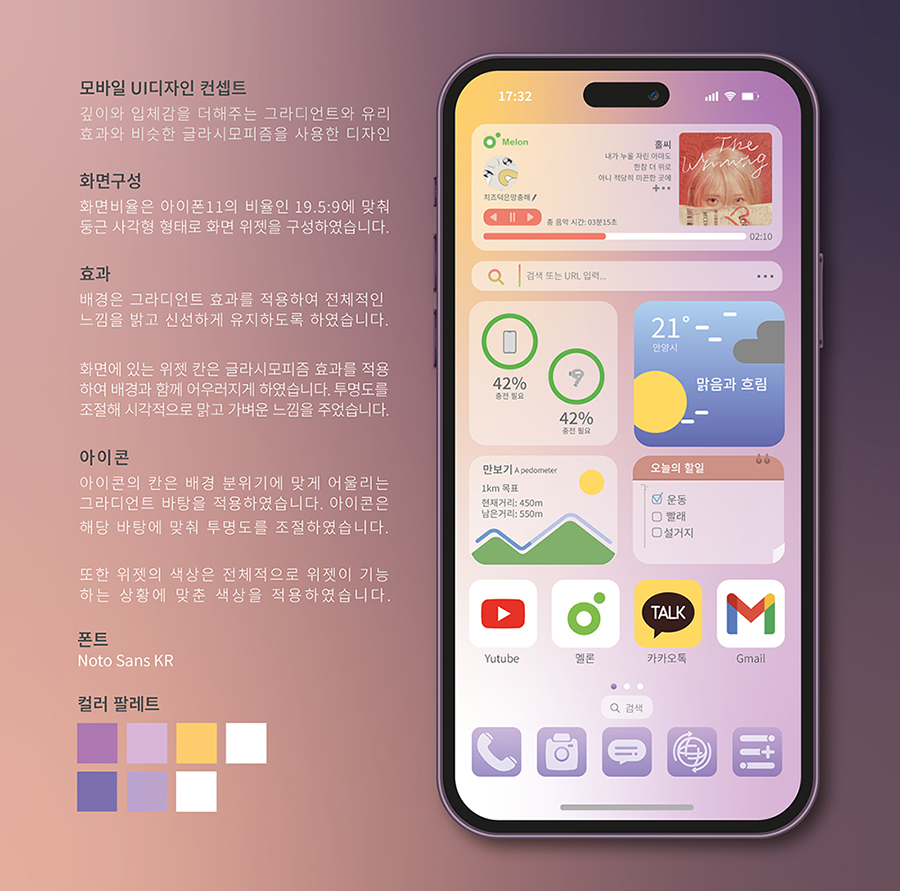 모바일 UI디자인 컨셉트
깊이와 입체감을 더해주는 그라디언트와 유리
효과와 비슷한 글라시모피즘을 사용한 디자인
화면구성
화면비율은 아이폰11의 비율인 19.5:9에 맞춰
둥근 사각형 형태로 화면 위젯을 구성하였습니다.
효과
배경은 그라디언트 효과를 적용하여 전체적인
느낌을 밝고 신선하게 유지하도록 하였습니다.
화면에 있는 위젯 칸은 글라시모피즘 효과를 적용
하여 배경과 함께 어우러지게 하였습니다. 투명도를
조절해 시각적으로 맑고 가벼운 느낌을 주었습니다.
아이콘
아이콘의 칸은 배경 분위기에 맞게 어울리는
그라디언트 바탕을 적용하였습니다. 아이콘은
해당 바탕에 맞춰 투명도를 조절하였습니다.
또한 위젯의 색상은 전체적으로 위젯이 기능
하는 상황에 맞춘 색상을 적용하였습니다.
폰트
Noto Sans KR
컬러 팔레트
17:32
Melon
치즈덕은망충해
홀씨
내가 누울 자린 아마도
한참 더 위로
아니 적당히 미끈한 곳에
The Winning
총 음악 시간: 03분15초
02:10
검색 또는 URL 입력...
42%
충전 필요
42%
충전 필요
21°
안양시
맑음과 흐림
만보기 A pedometer
1km 목표
현재거리: 450m
남은거리: 550m
오늘의 할일
운동
빨래
설거지
TALK
Yutube
멜론
카카오톡
Gmail
검색